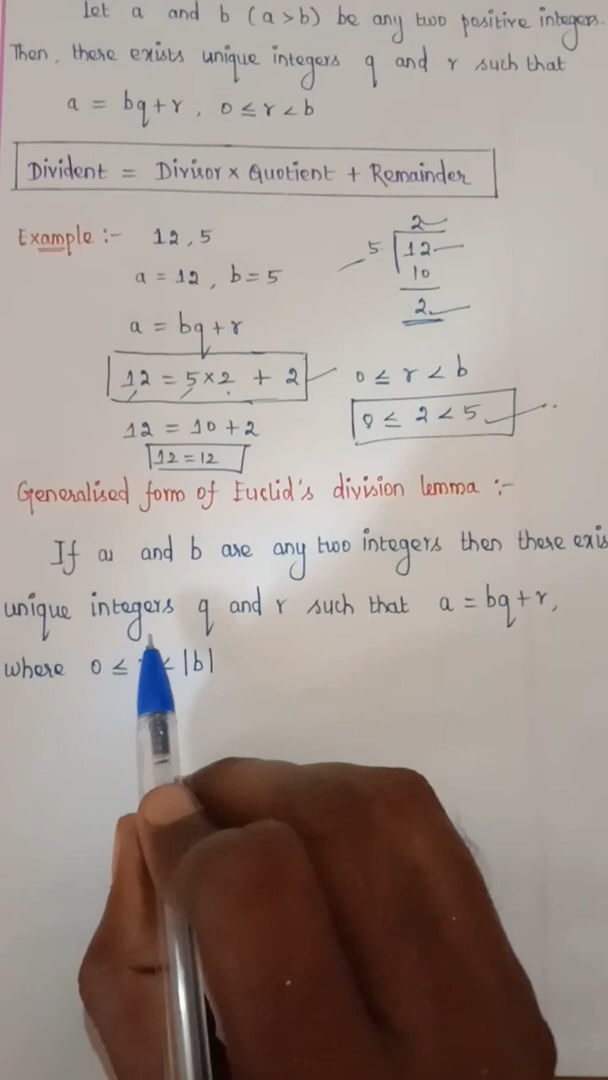 Let a and b (a > b) be any two positive integers.
Then, there exists unique integers q and r such that
a = bq + r, 0 ≤ r < b
Divident = Divisor × Quotient + Remainder
Example :- 12, 5
a = 12, b = 5
2
5 12
10
2
a = bq + r
12 = 5 × 2 + 2
0 ≤ r < b
12 = 10 + 2
0 ≤ 2 < 5
12 = 12
Generalised form of Euclid's division lemma :-
If a and b are any two integers then there exis
unique integers q and r such that a = bq + r,
where 0 ≤ < |b|